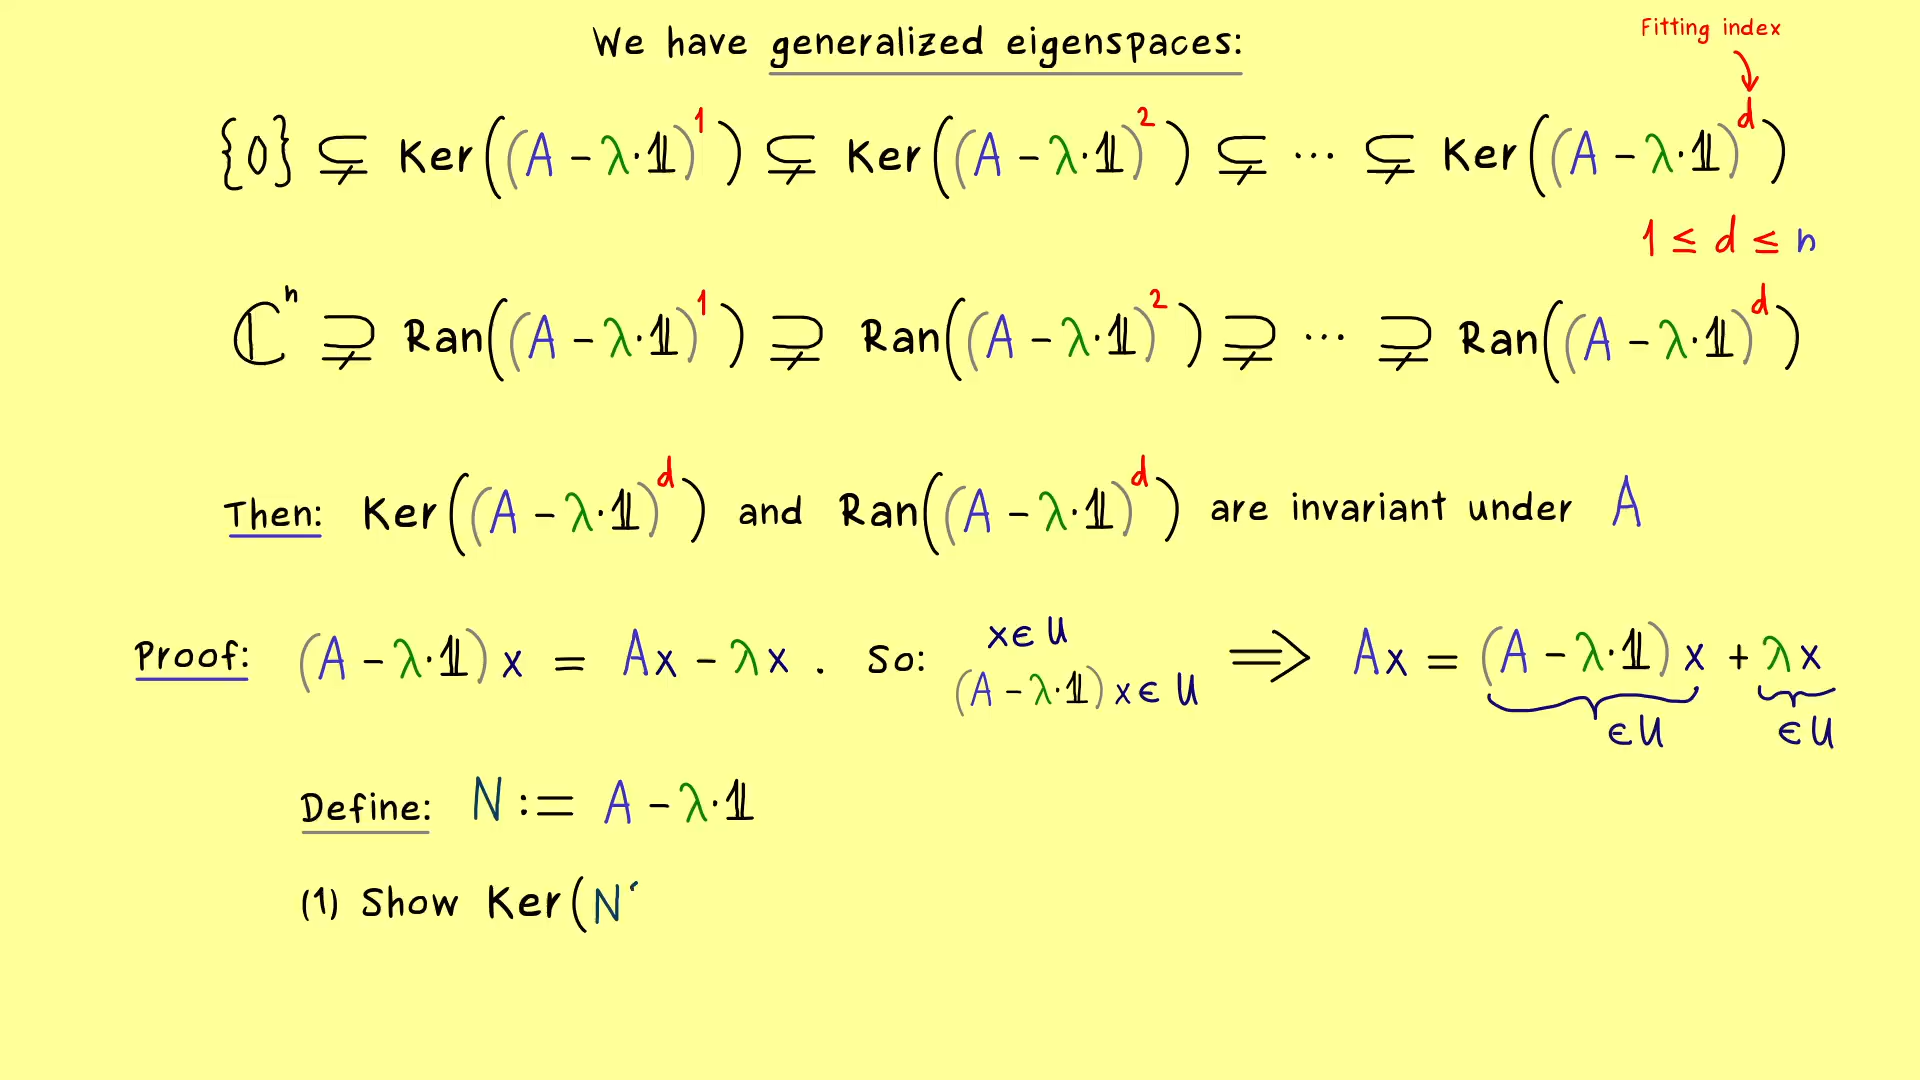 We have generalized eigenspaces:
Fitting index
{0} ⊊ Ker((A - λ·𝟙)¹) ⊊ Ker((A - λ·𝟙)²) ⊊ ··· ⊊ Ker((A - λ·𝟙)ᵈ)
1 ≤ d ≤ n
ℂⁿ ⊋ Ran((A - λ·𝟙)¹) ⊋ Ran((A - λ·𝟙)²) ⊋ ··· ⊋ Ran((A - λ·𝟙)ᵈ)
Then: Ker((A - λ·𝟙)ᵈ) and Ran((A - λ·𝟙)ᵈ) are invariant under A
Proof: (A - λ·𝟙)x = Ax - λx . So: x∈U (A - λ·𝟙)x∈U ⟹ Ax = (A - λ·𝟙)x + λx
∈U ∈U
Define: N := A - λ·𝟙
(1) Show Ker(N